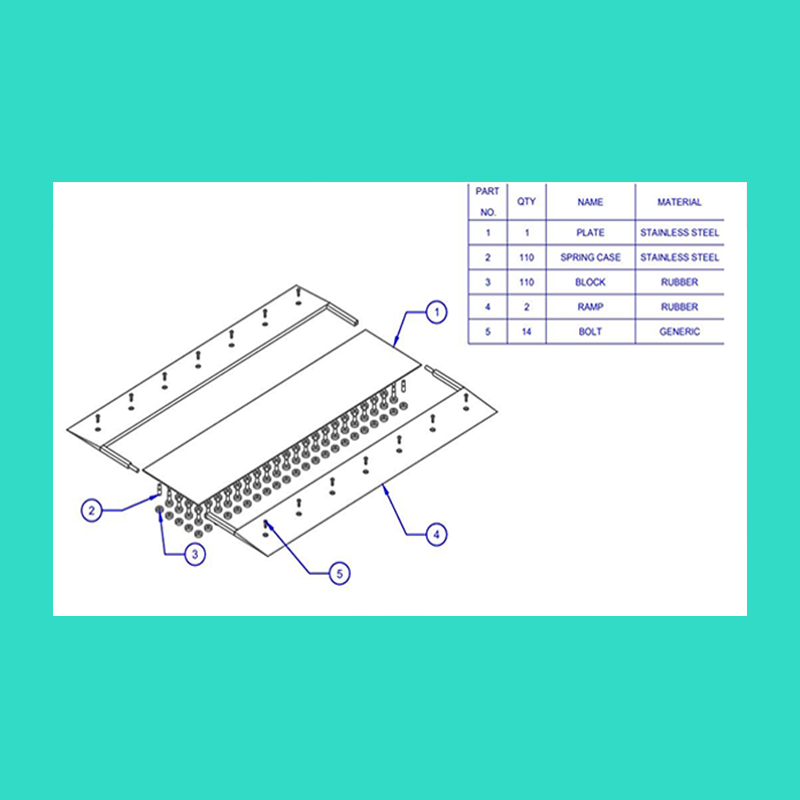 PART NO. QTY NAME MATERIAL
1 1 PLATE STAINLESS STEEL
2 110 SPRING CASE STAINLESS STEEL
3 110 BLOCK RUBBER
4 2 RAMP RUBBER
5 14 BOLT GENERIC
1
2
3
4
5